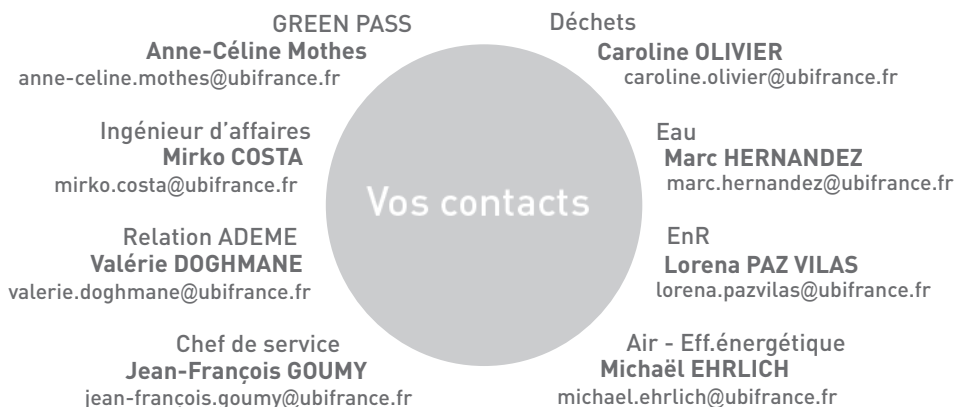 GREEN PASS
Anne-Céline Mothes
anne-celine.mothes@ubifrance.fr
Ingénieur d'affaires
Mirko COSTA
mirko.costa@ubifrance.fr
Relation ADEME
Valérie DOGHMANE
valerie.doghmane@ubifrance.fr
Chef de service
Jean-François GOUMY
jean-françois.goumy@ubifrance.fr
Vos contacts
Déchets
Caroline OLIVIER
caroline.olivier@ubifrance.fr
Eau
Marc HERNANDEZ
marc.hernandez@ubifrance.fr
EnR
Lorena PAZ VILAS
lorena.pazvilas@ubifrance.fr
Air - Eff.énergétique
Michaël EHRLICH
michael.ehrlich@ubifrance.fr